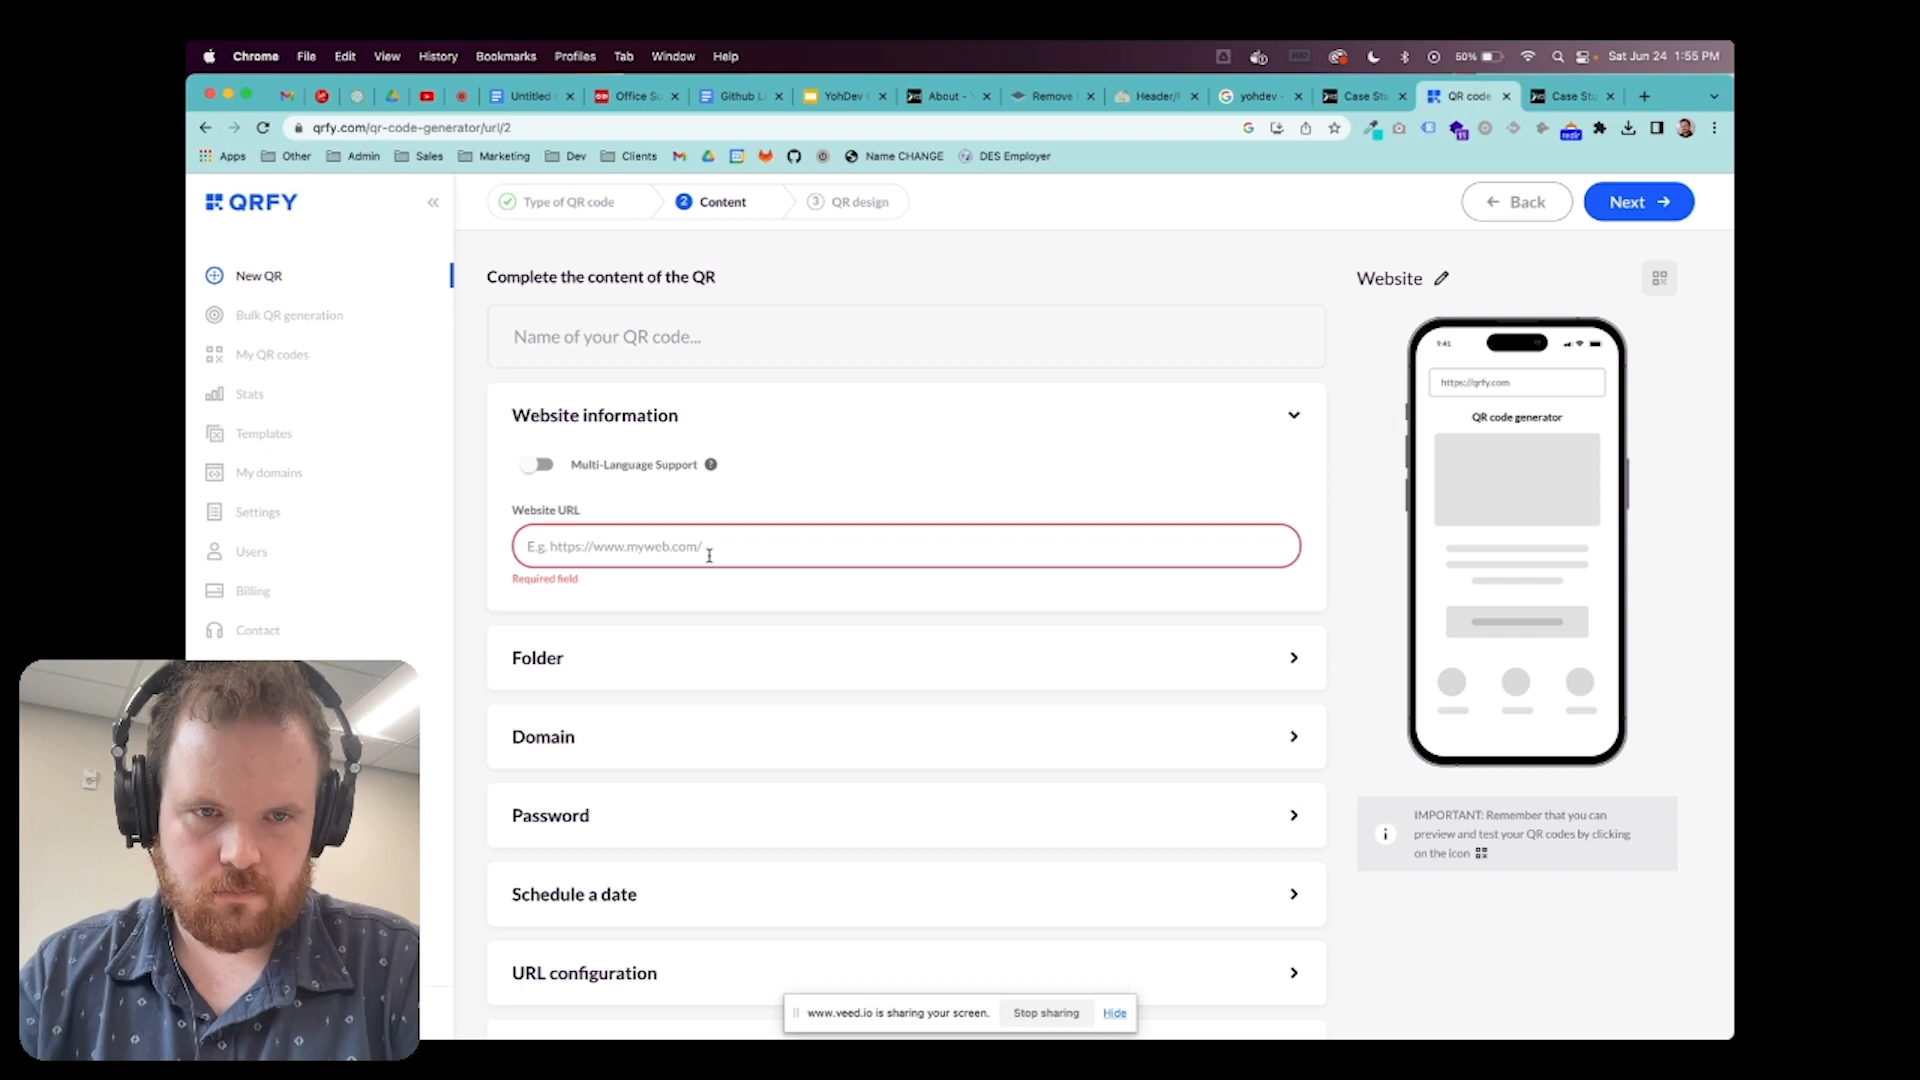 Chrome File Edit View History Bookmarks Profiles Tab Window Help 50% Sat Jun 24 1:55 PM
Untitled Office Su Github L YohDev About - Remove Header/F yohdev - Case Stu QR code Case Stu
qrfy.com/qr-code-generator/url/2
Apps Other Admin Sales Marketing Dev Clients Name CHANGE DES Employer
QRFY
Type of QR code 2 Content 3 QR design
Back Next
New QR
Bulk QR generation
My QR codes
Stats
Templates
My domains
Settings
Users
Billing
Contact
Complete the content of the QR
Name of your QR code...
Website information
Multi-Language Support ?
Website URL
E.g. https://www.myweb.com/
Required field
Folder
Domain
Password
Schedule a date
URL configuration
Website
9:41
https://qrfy.com
QR code generator
IMPORTANT: Remember that you can
preview and test your QR codes by clicking
on the icon
www.veed.io is sharing your screen. Stop sharing Hide